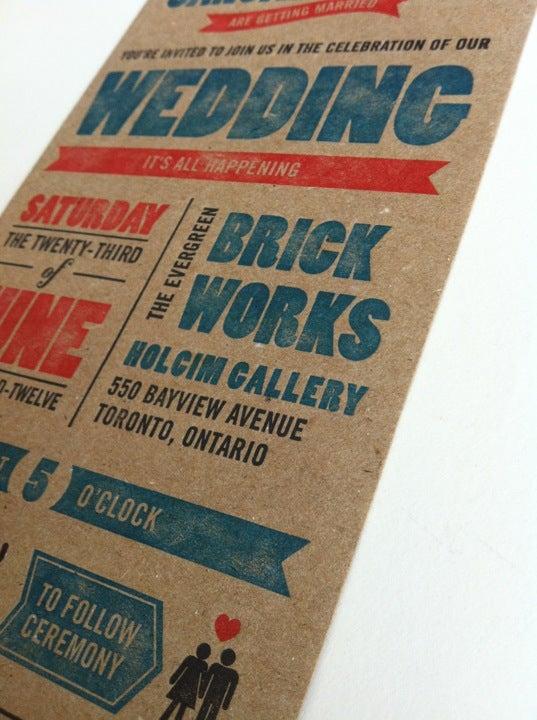 ARE GETTING MARRIED
YOU'RE INVITED TO JOIN US IN THE CELEBRATION OF OUR
WEDDING
IT'S ALL HAPPENING
SATURDAY
THE TWENTY-THIRD
of
UNE
O-TWELVE
THE EVERGREEN
BRICK
WORKS
HOLCIM GALLERY
550 BAYVIEW AVENUE
TORONTO, ONTARIO
T 5 O'CLOCK
TO FOLLOW
CEREMONY